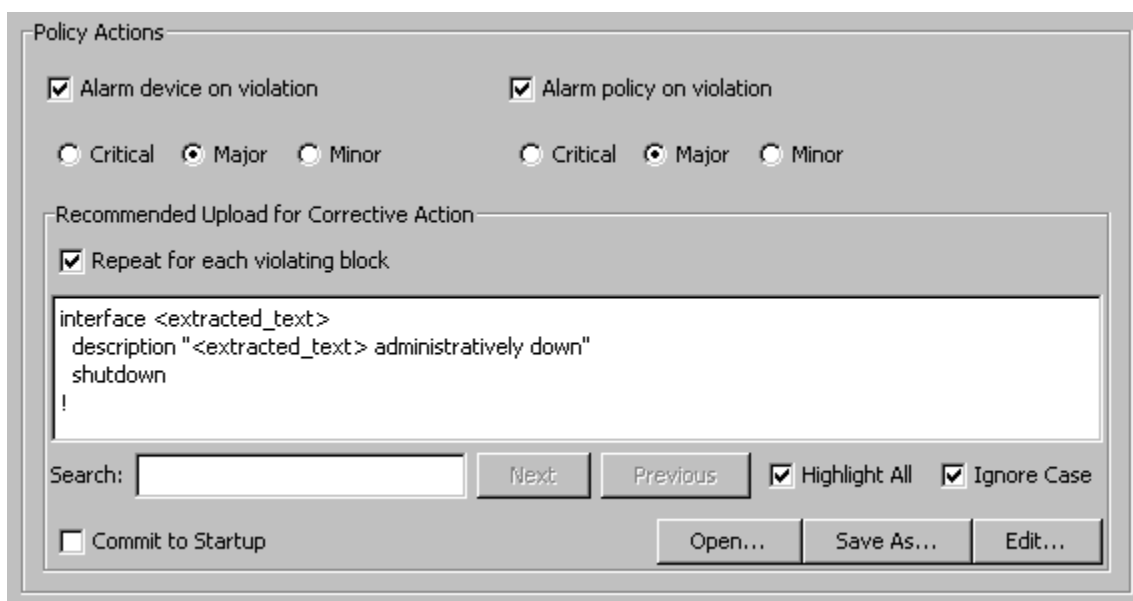 Policy Actions
Alarm device on violation Alarm policy on violation
Critical Major Minor Critical Major Minor
Recommended Upload for Corrective Action
Repeat for each violating block
interface <extracted_text>
description "<extracted_text> administratively down"
shutdown
!
Search: Next Previous Highlight All Ignore Case
Commit to Startup Open... Save As... Edit...